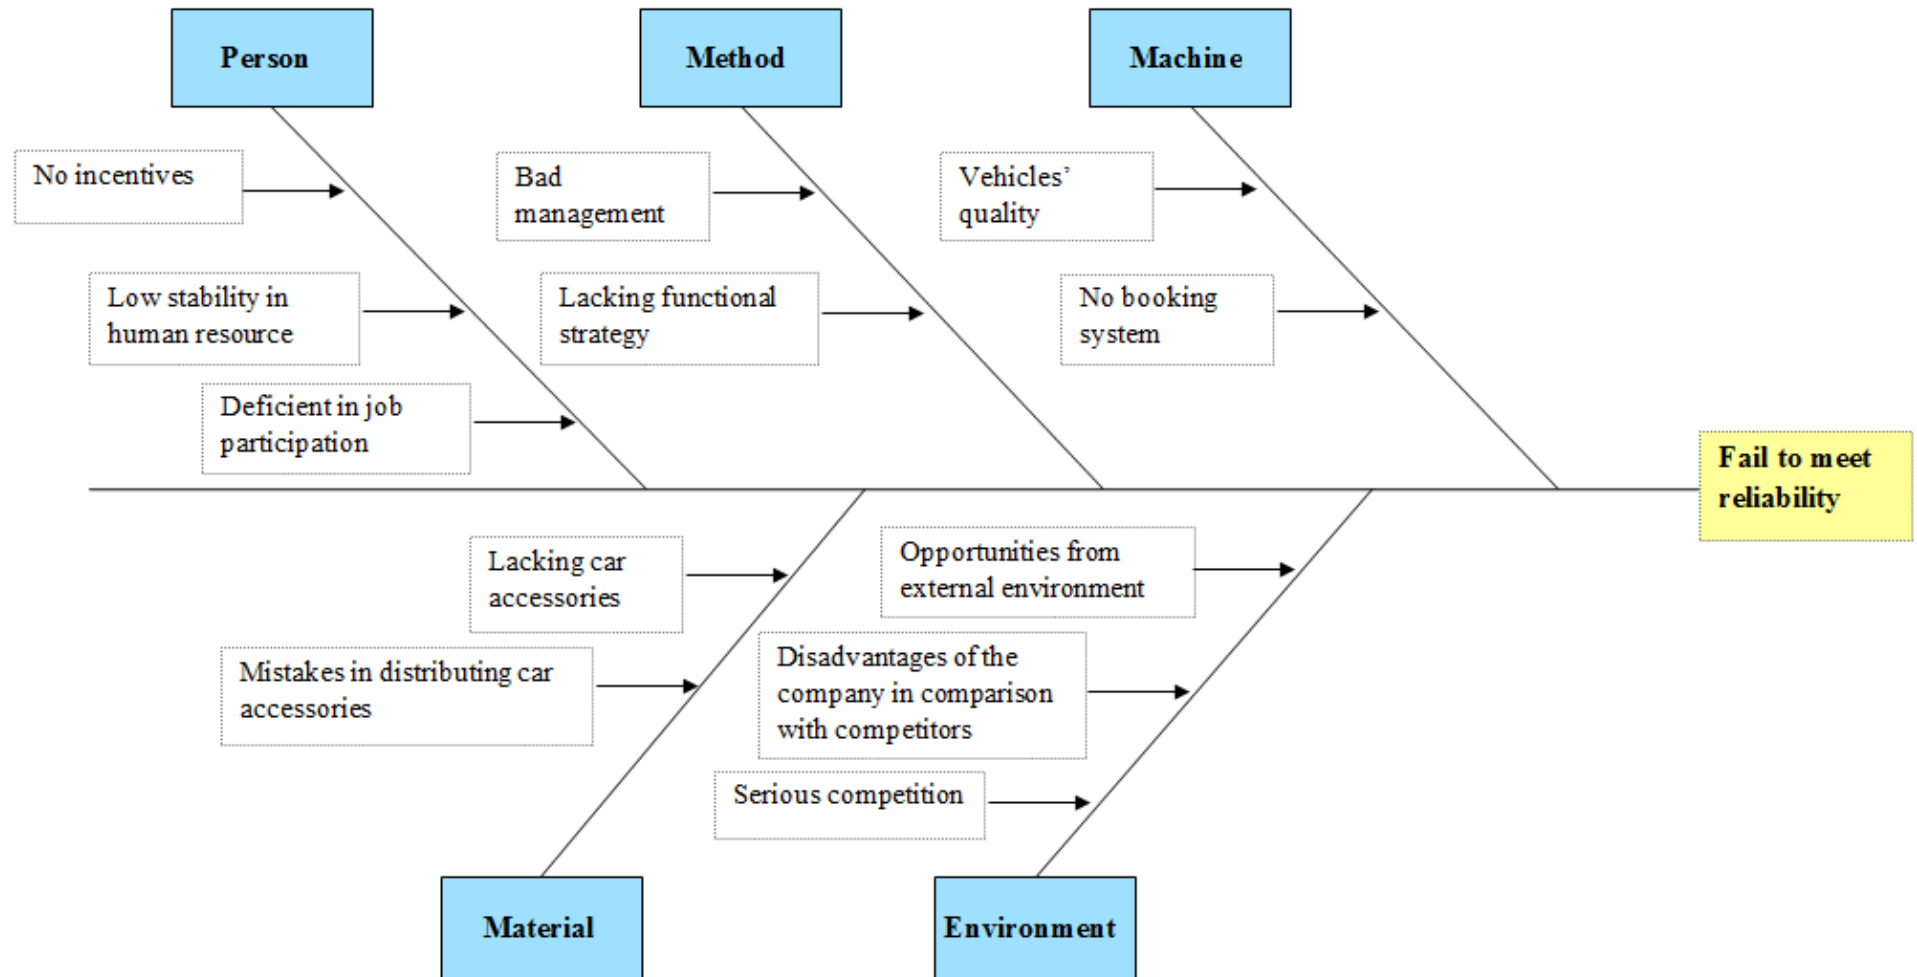 Person
Method
Machine
No incentives
Bad
management
Vehicles’
quality
Low stability in
human resource
Lacking functional
strategy
No booking
system
Deficient in job
participation
Fail to meet
reliability
Lacking car
accessories
Opportunities from
external environment
Mistakes in distributing car
accessories
Disadvantages of the
company in comparison
with competitors
Serious competition
Material
Environment